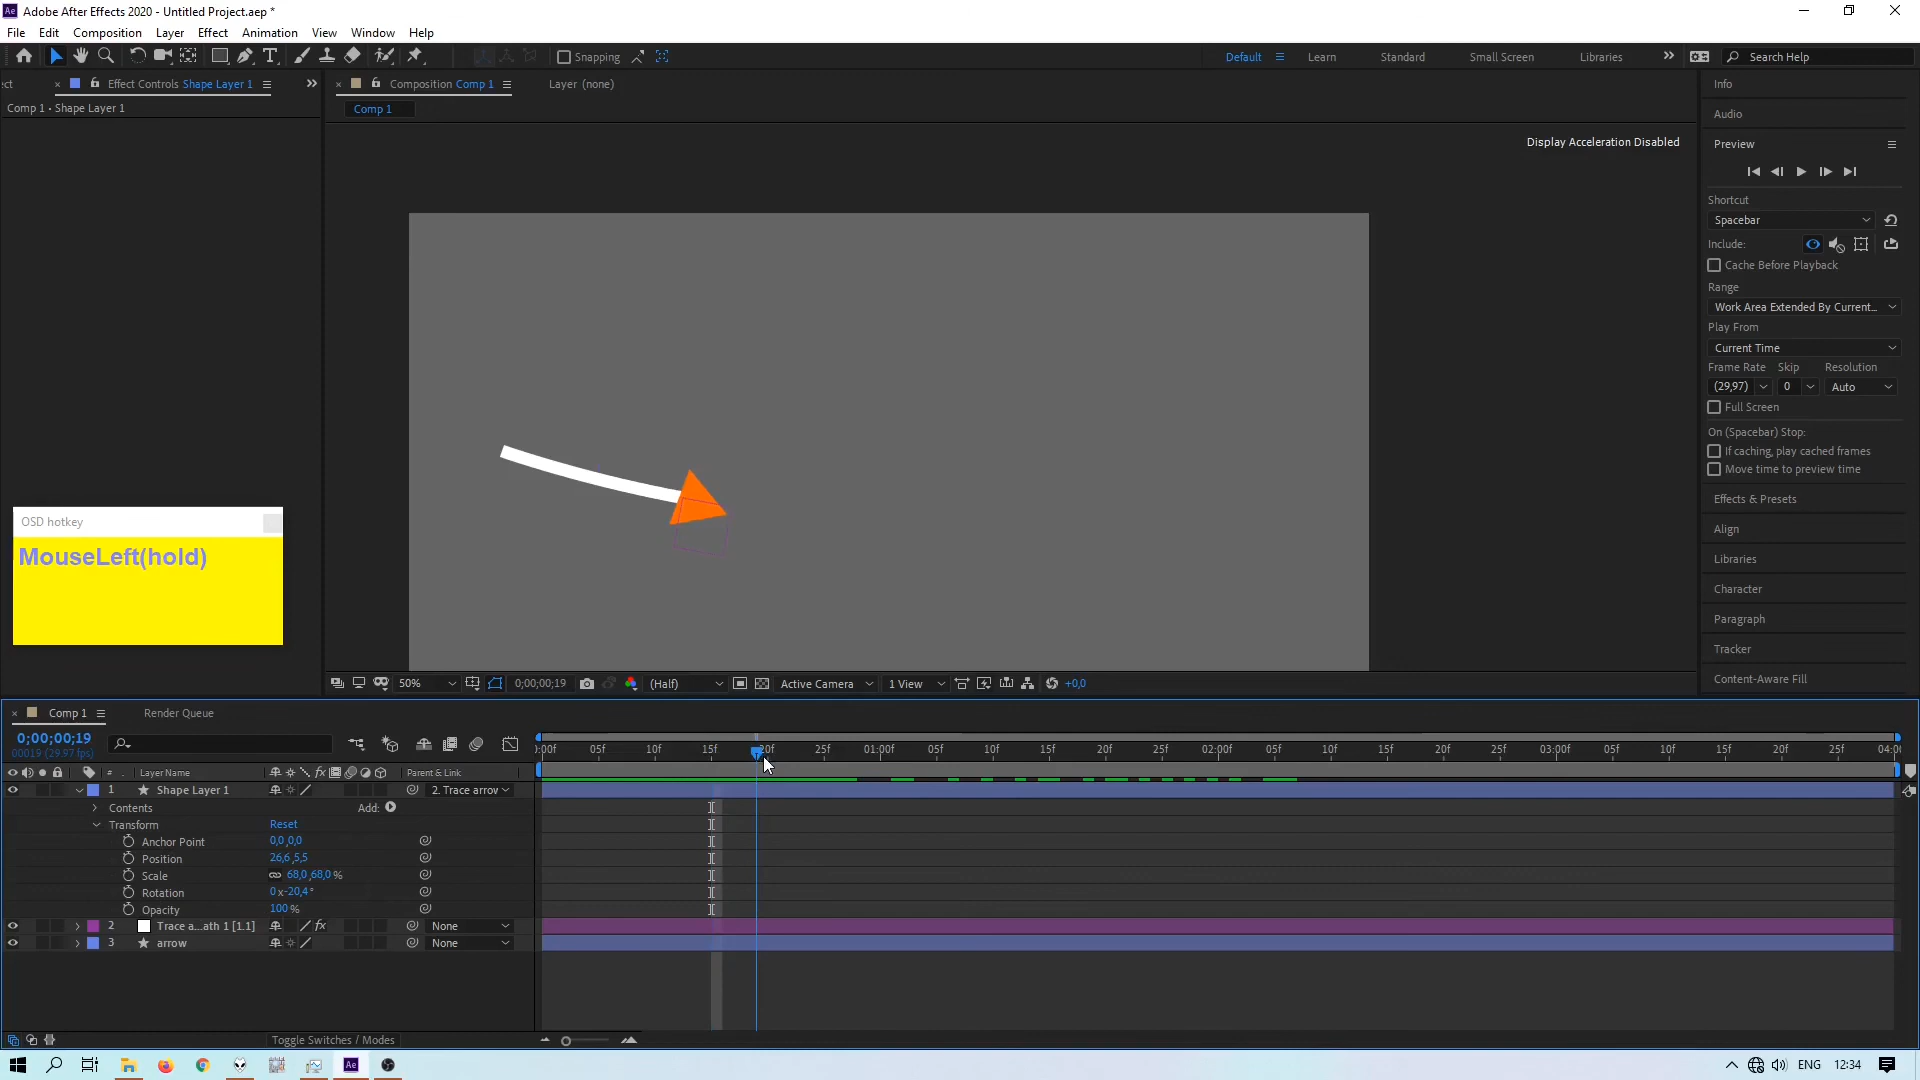 Adobe After Effects 2020 - Untitled Project.aep *
File Edit Composition Layer Effect Animation View Window Help
Snapping
Default Learn Standard Small Screen Libraries
Search Help
ct Effect Controls Shape Layer 1
Comp 1 • Shape Layer 1
Composition Comp 1
Layer (none)
Comp 1
Display Acceleration Disabled
OSD hotkey
MouseLeft(hold)
50%
0;00;00;19
(Half)
Active Camera
1 View
+0,0
Info
Audio
Preview
Shortcut
Spacebar
Include:
Cache Before Playback
Range
Work Area Extended By Current...
Play From
Current Time
Frame Rate Skip Resolution
(29,97) 0 Auto
Full Screen
On (Spacebar) Stop:
If caching, play cached frames
Move time to preview time
Effects & Presets
Align
Libraries
Character
Paragraph
Tracker
Content-Aware Fill
Comp 1
Render Queue
0;00;00;19
00019 (29.97 fps)
:00f 05f 10f 15f 20f 25f 01:00f 05f 10f 15f 20f 25f 02:00f 05f 10f 15f 20f 25f 03:00f 05f 10f 15f 20f 25f 04:0
# Layer Name fx Parent & Link
1 Shape Layer 1 2. Trace arrow
Contents Add:
Transform Reset
Anchor Point 0,0,0,0
Position 26,6,5,5
Scale 68,0,68,0 %
Rotation 0 x-20,4°
Opacity 100 %
2 Trace a...ath 1 [1.1] fx None
3 arrow None
Toggle Switches / Modes
Ae
ENG 12:34